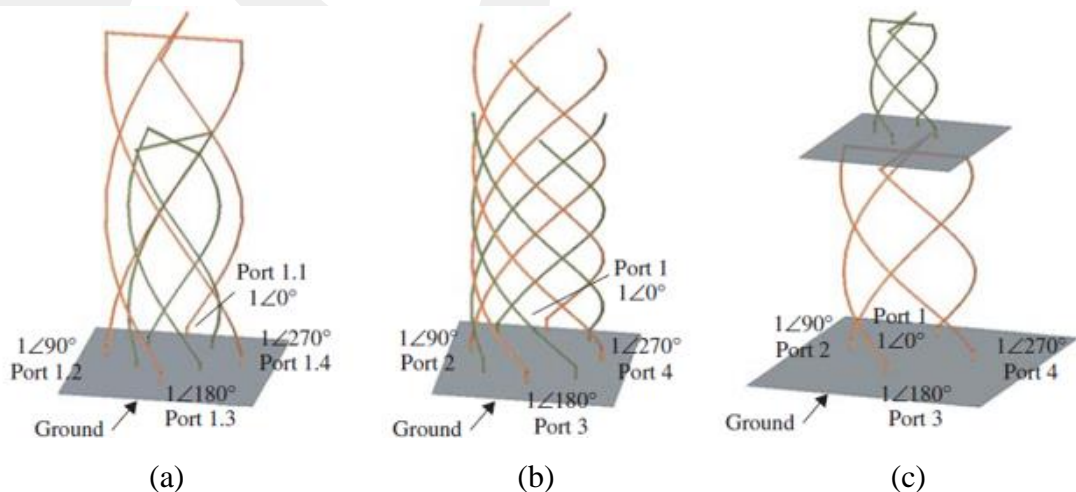 Port 1.1
1∠0°
1∠90°
Port 1.2
1∠270°
Port 1.4
1∠180°
Port 1.3
Ground
(a)
Port 1
1∠0°
1∠90°
Port 2
1∠270°
Port 4
1∠180°
Port 3
Ground
(b)
1∠90°
Port 2
Port 1
1∠0°
1∠270°
Port 4
1∠180°
Port 3
Ground
(c)